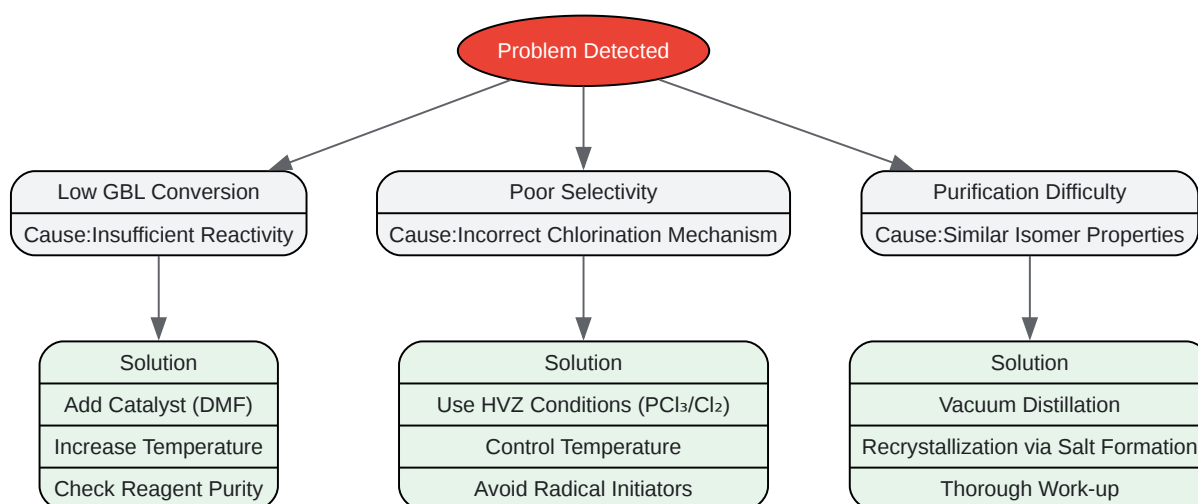 Problem Detected
Low GBL Conversion
Cause:Insufficient Reactivity
Poor Selectivity
Cause:Incorrect Chlorination Mechanism
Purification Difficulty
Cause:Similar Isomer Properties
Solution
Add Catalyst (DMF)
Increase Temperature
Check Reagent Purity
Solution
Use HVZ Conditions (PCl₃/Cl₂)
Control Temperature
Avoid Radical Initiators
Solution
Vacuum Distillation
Recrystallization via Salt Formation
Thorough Work-up